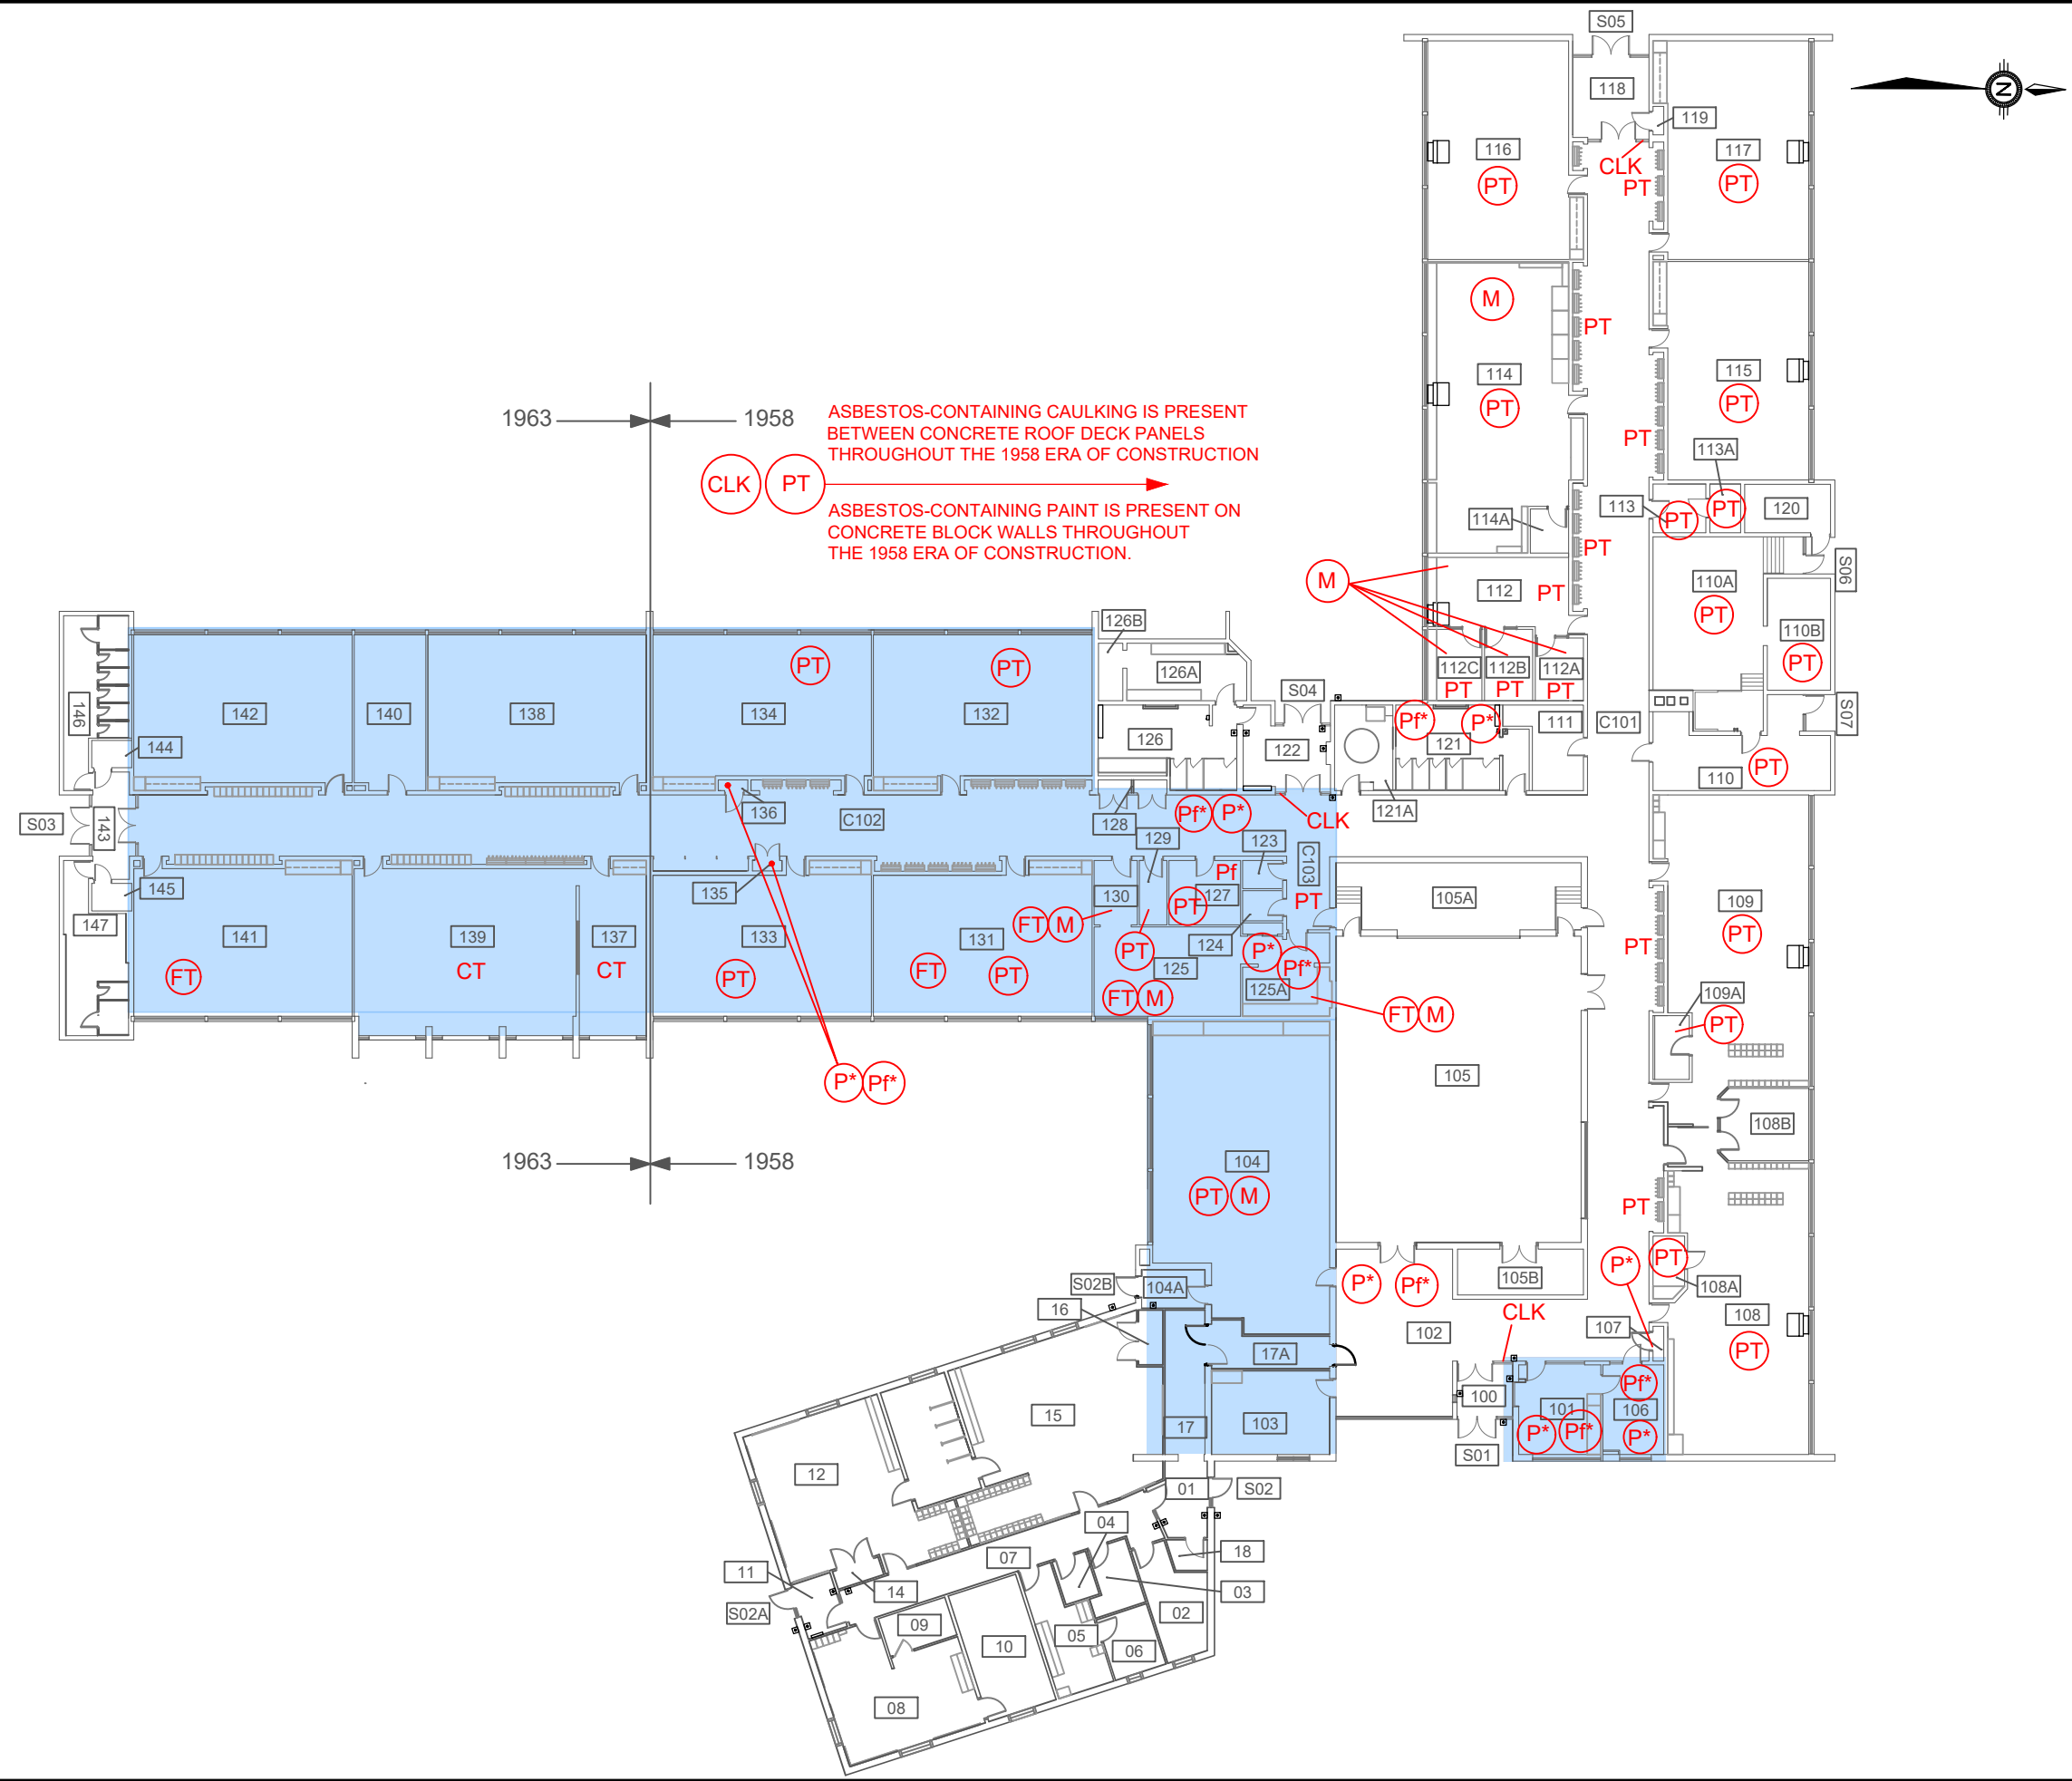 S05
118
119
N
116
PT
CLK
PT
117
PT
M
114
PT
PT
115
PT
PT
1963
1958
ASBESTOS-CONTAINING CAULKING IS PRESENT
BETWEEN CONCRETE ROOF DECK PANELS
THROUGHOUT THE 1958 ERA OF CONSTRUCTION
CLK PT
ASBESTOS-CONTAINING PAINT IS PRESENT ON
CONCRETE BLOCK WALLS THROUGHOUT
THE 1958 ERA OF CONSTRUCTION.
113A
114A
113
PT
PT
120
PT
M
112
PT
110A
PT
S06
110B
PT
126B
126A
112C
112B
112A
PT
PT
PT
S04
146
142
140
138
134
PT
132
PT
144
126
122
Pf*
P*
121
111
C101
S07
110
PT
S03
143
136
C102
128
129
Pf*
P*
CLK
121A
123
C103
145
135
130
Pf
127
PT
PT
105A
109
PT
147
141
FT
139
CT
137
CT
133
PT
131
FT
PT
FT M
PT
124
125
P*
Pf*
FT M
125A
FT M
PT
109A
PT
P* Pf*
105
108B
1963
1958
104
PT M
PT
S02B
104A
P*
Pf*
105B
P*
PT
108A
16
102
CLK
107
108
PT
17A
100
101
P*
Pf*
Pf*
106
P*
15
17
103
S01
12
01
S02
04
07
18
11
14
03
S02A
09
10
05
06
02
08